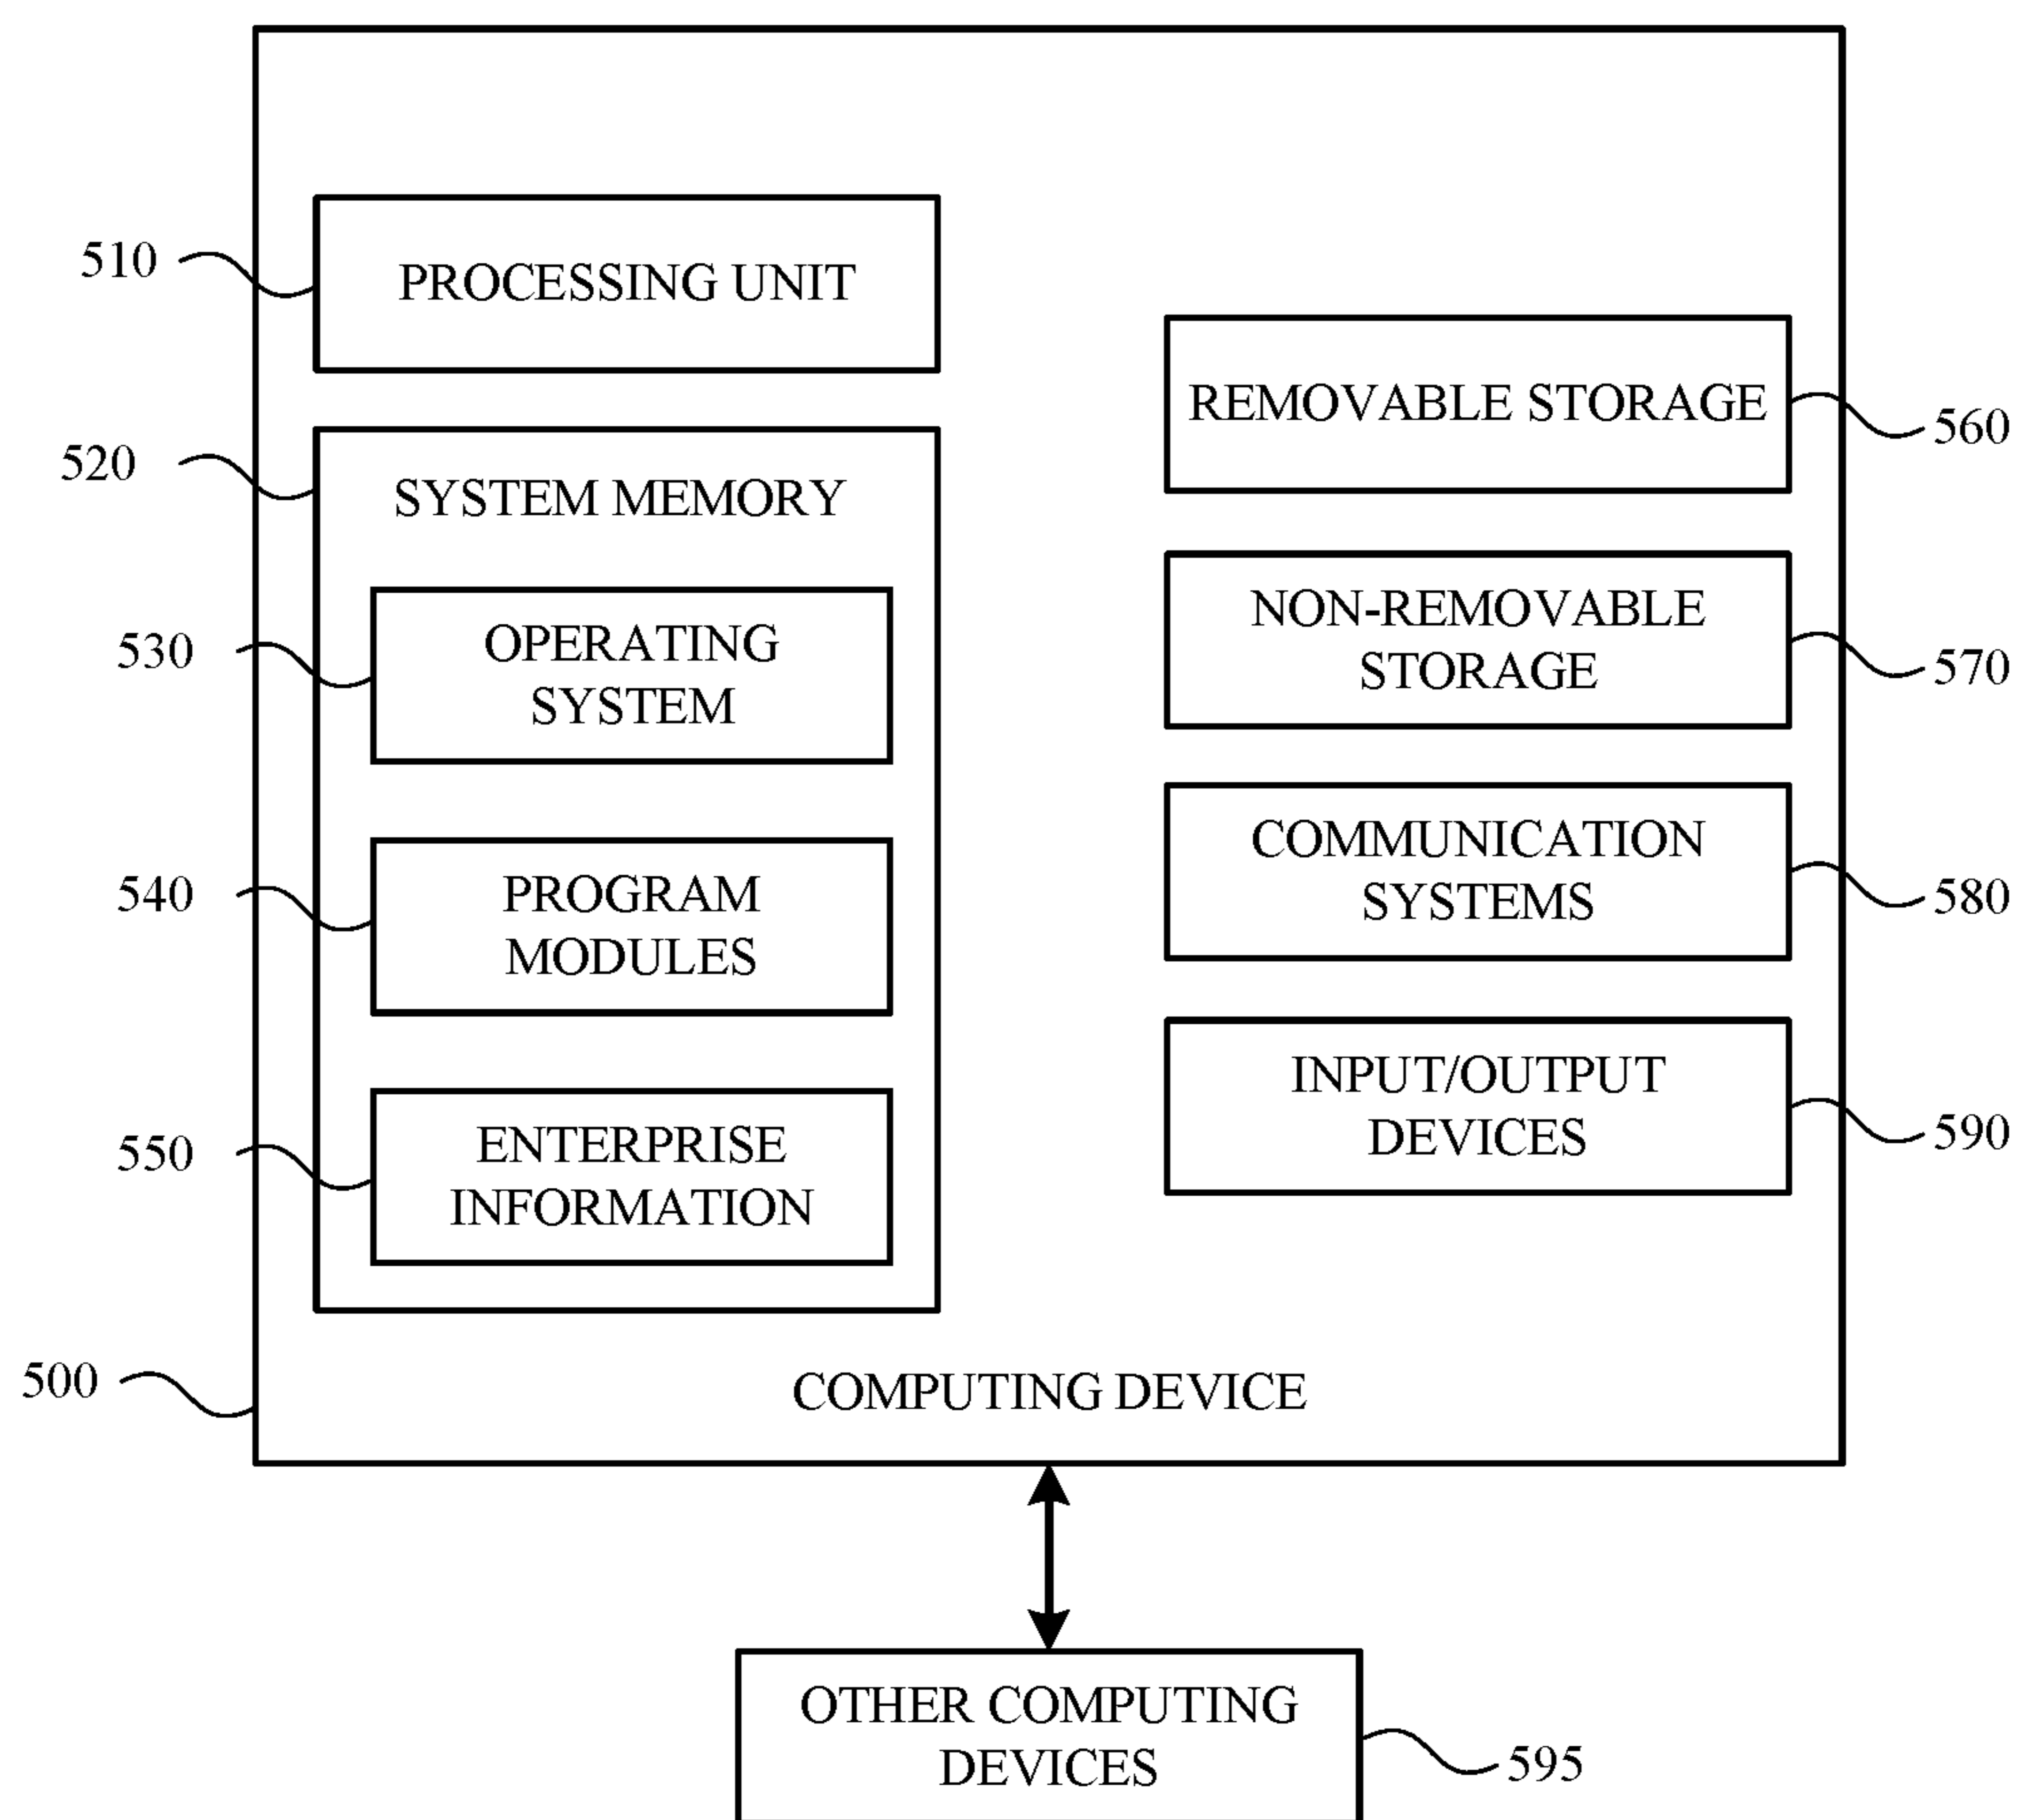 510
PROCESSING UNIT
520
SYSTEM MEMORY
530
OPERATING
SYSTEM
540
PROGRAM
MODULES
550
ENTERPRISE
INFORMATION
REMOVABLE STORAGE
560
NON-REMOVABLE
STORAGE
570
COMMUNICATION
SYSTEMS
580
INPUT/OUTPUT
DEVICES
590
500
COMPUTING DEVICE
OTHER COMPUTING
DEVICES
595